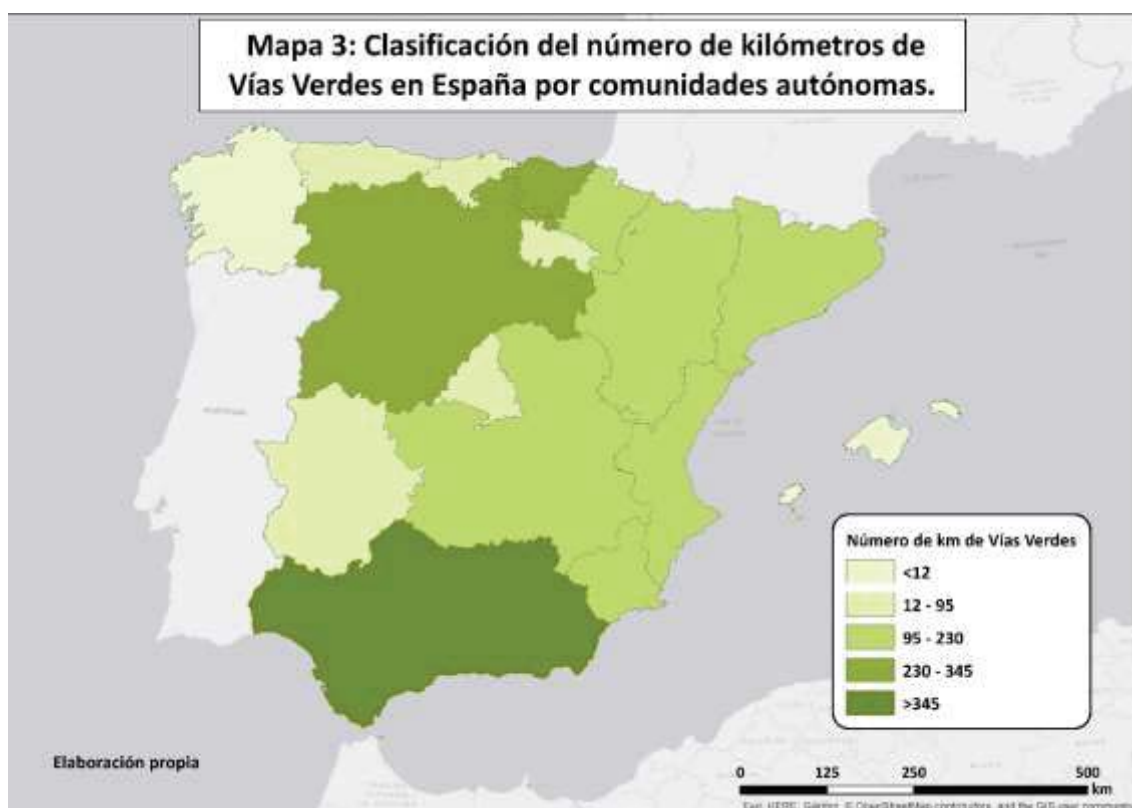 Mapa 3: Clasificación del número de kilómetros de
Vías Verdes en España por comunidades autónomas.
Número de km de Vías Verdes
<12
12 - 95
95 - 230
230 - 345
>345
Elaboración propia
0 125 250 500
km